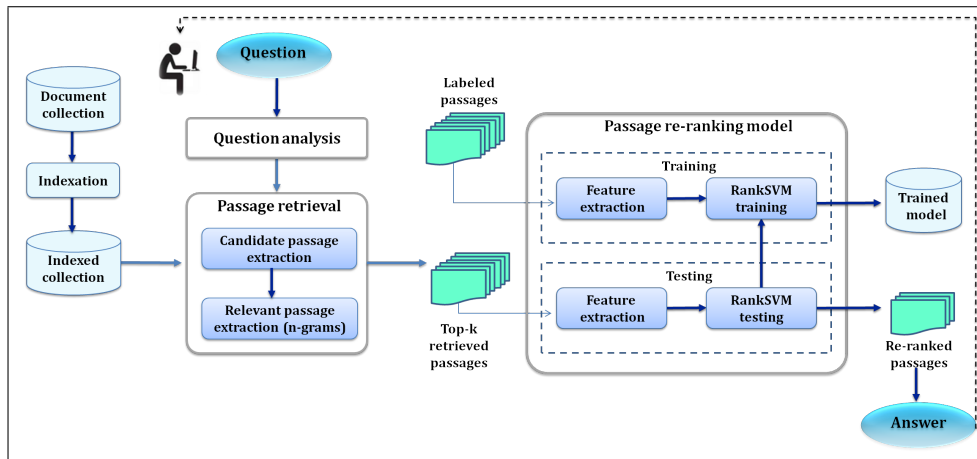 Question
Document
collection
Indexation
Indexed
collection
Question analysis
Passage retrieval
Candidate passage
extraction
Relevant passage
extraction (n-grams)
Labeled
passages
Top-k
retrieved
passages
Passage re-ranking model
Training
Feature
extraction
RankSVM
training
Testing
Feature
extraction
RankSVM
testing
Trained
model
Re-ranked
passages
Answer